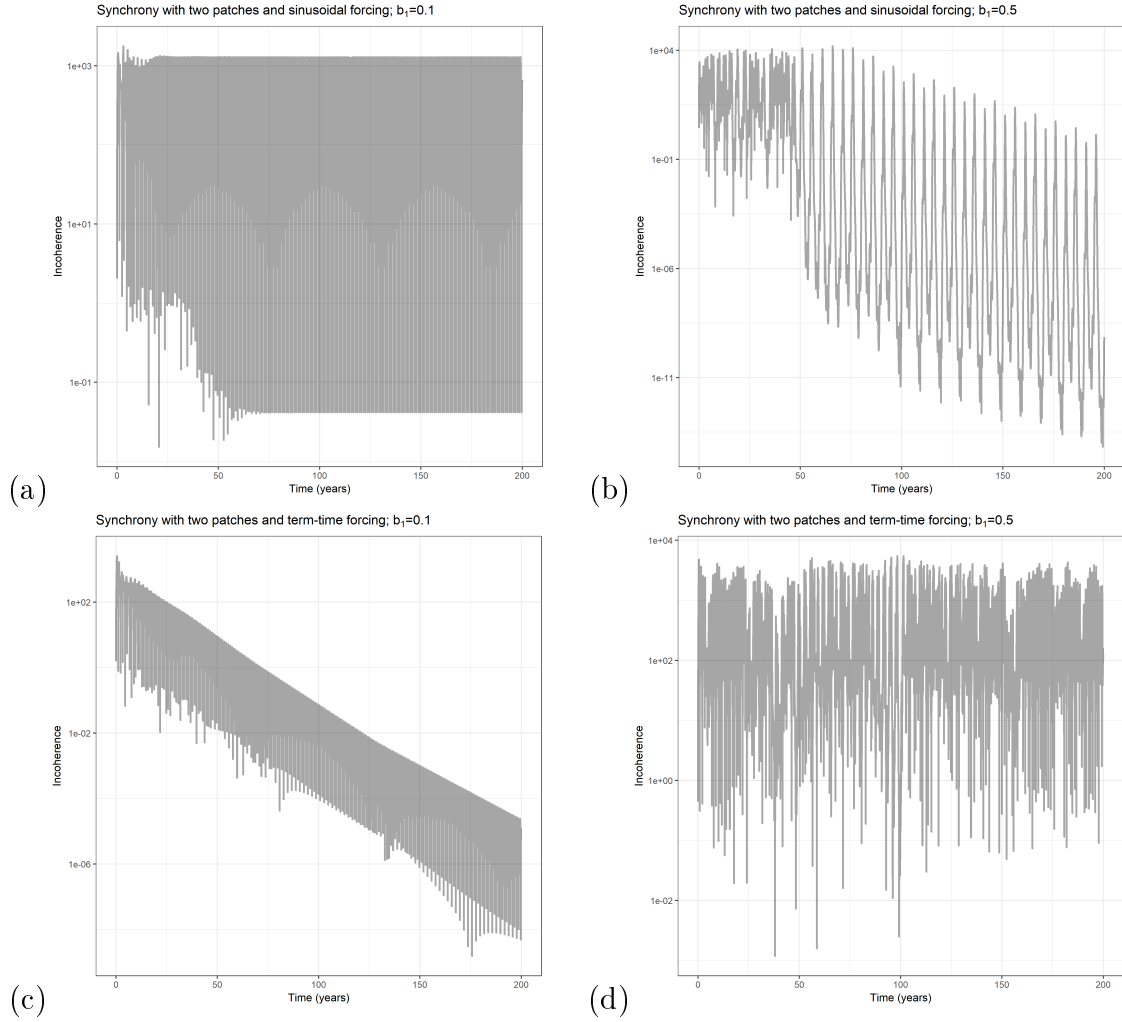 Synchrony with two patches and sinusoidal forcing; b₁=0.1
Incoherence
1e+03
1e+01
1e-01
0
50
100
150
200
Time (years)
(a)
Synchrony with two patches and sinusoidal forcing; b₁=0.5
Incoherence
1e+04
1e-01
1e-06
1e-11
0
50
100
150
200
Time (years)
(b)
Synchrony with two patches and term-time forcing; b₁=0.1
Incoherence
1e+02
1e-02
1e-06
0
50
100
150
200
Time (years)
(c)
Synchrony with two patches and term-time forcing; b₁=0.5
Incoherence
1e+04
1e+02
1e+00
1e-02
0
50
100
150
200
Time (years)
(d)